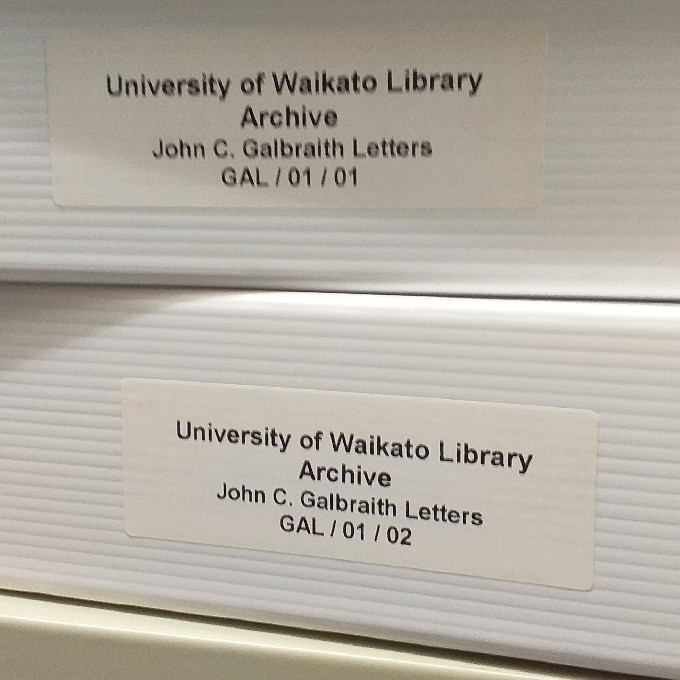 University of Waikato Library
Archive
John C. Galbraith Letters
GAL / 01 / 01
University of Waikato Library
Archive
John C. Galbraith Letters
GAL / 01 / 02